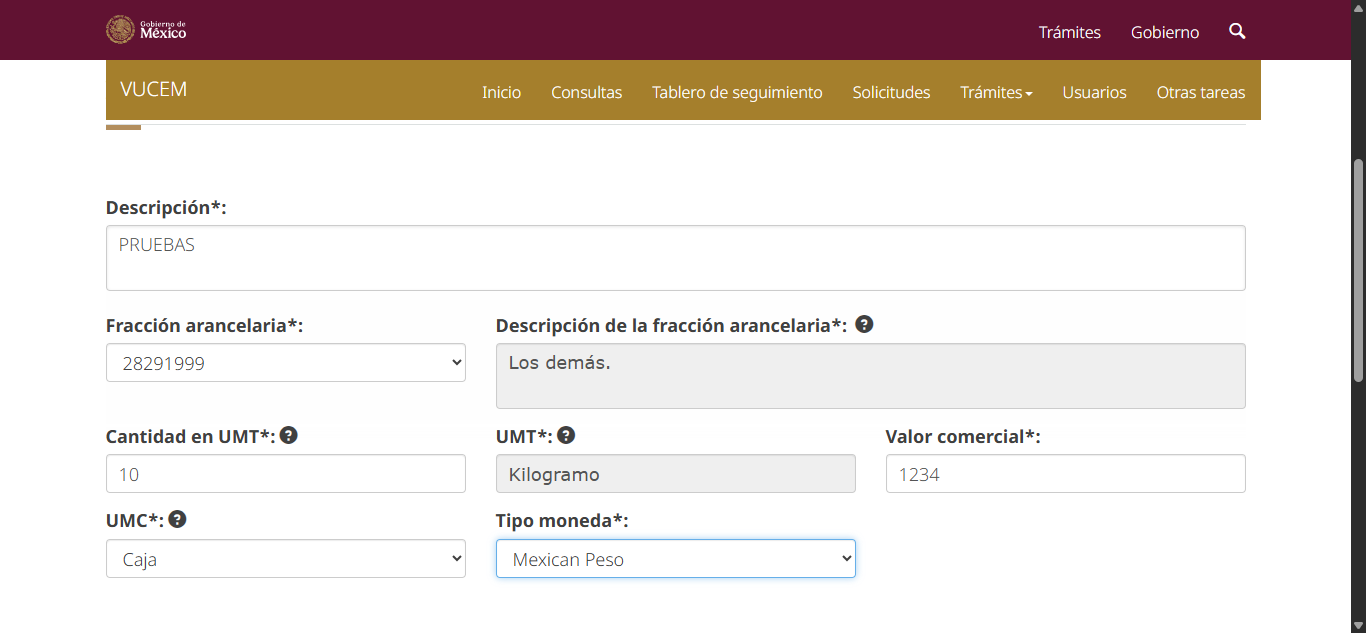 Gobierno de
México
Trámites
Gobierno
VUCEM
Inicio
Consultas
Tablero de seguimiento
Solicitudes
Trámites
Usuarios
Otras tareas
Descripción*:
PRUEBAS
Fracción arancelaria*:
Descripción de la fracción arancelaria*:
28291999
Los demás.
Cantidad en UMT*:
UMT*:
Valor comercial*:
10
Kilogramo
1234
UMC*:
Tipo moneda*:
Caja
Mexican Peso